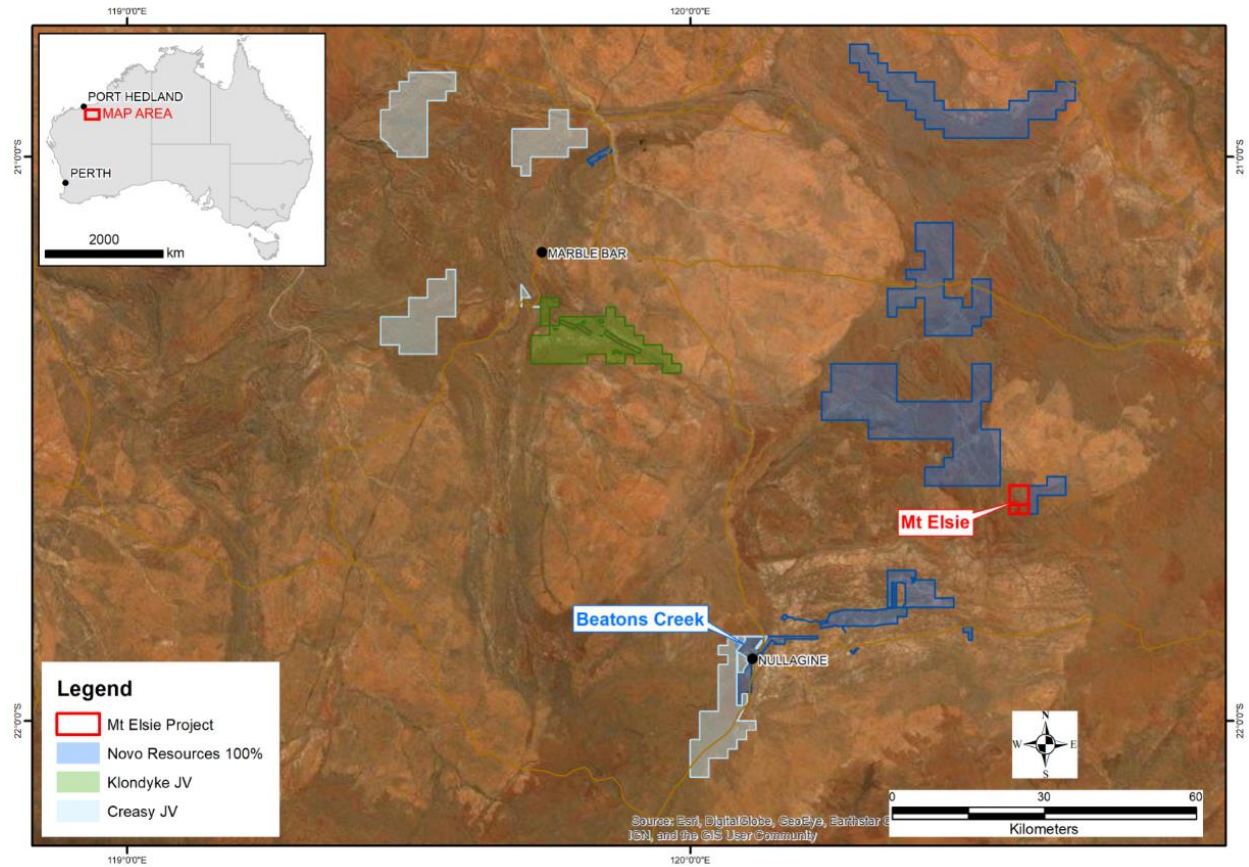 119°0'0"E
120°0'0"E
PORT HEDLAND
MAP AREA
PERTH
2000
km
21°0'0"S
21°0'0"S
MARBLE BAR
Mt Elsie
Beatons Creek
NULLAGINE
22°0'0"S
22°0'0"S
Legend
Mt Elsie Project
Novo Resources 100%
Klondyke JV
Creasy JV
N
W
E
S
0
30
60
Kilometers
Source: Esri, DigitalGlobe, GeoEye, Earthstar
IGN, and the GIS User Community
119°0'0"E
120°0'0"E